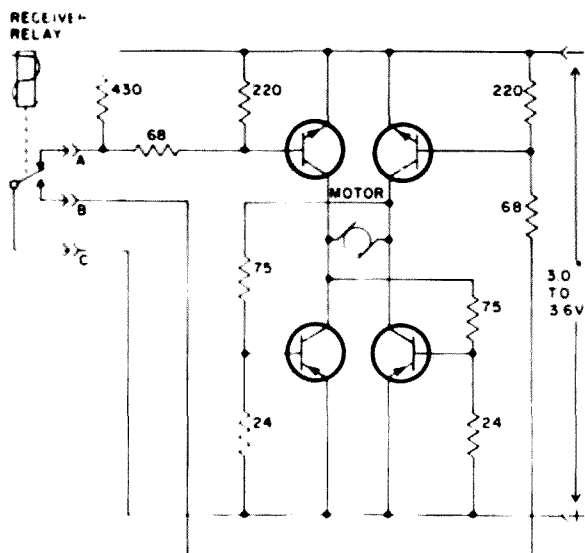 RECEIVER
RELAY
430
220
220
68
A
MOTOR
B
68
C
75
75
3.0
TO
3.6V
24
24
+